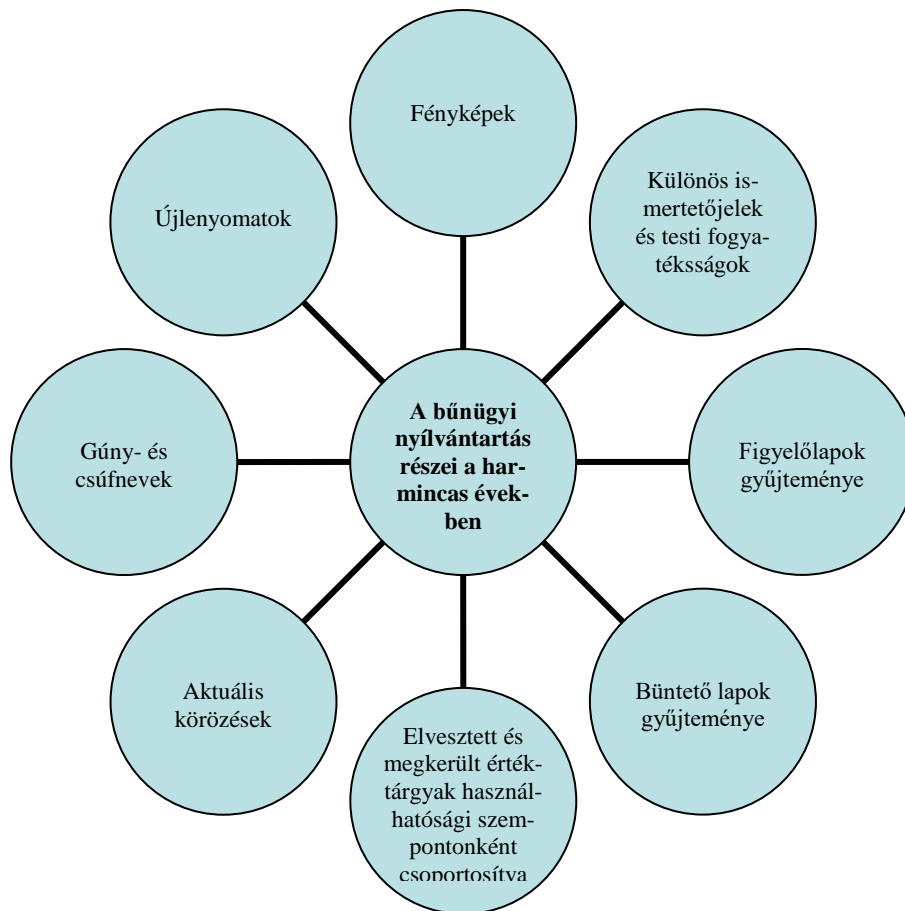 Fényképek
Különös is-
mertetőjelek
és testi fogya-
téksságok
Figyelőlapok
gyűjteménye
Büntető lapok
gyűjteménye
Elvesztett és
megkerült érték-
tárgyak használ-
hatósági szem-
pontonként
csoportosítva
Aktuális
körözések
Gúny- és
csúfnevek
Újlenyomatok
A bűnügyi
nyílvántartás
részei a har-
mincas évek-
ben